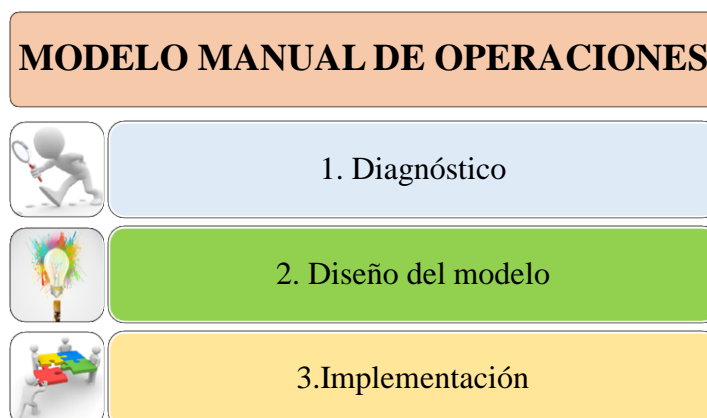 MODELO MANUAL DE OPERACIONES
1. Diagnóstico
2. Diseño del modelo
3.Implementación